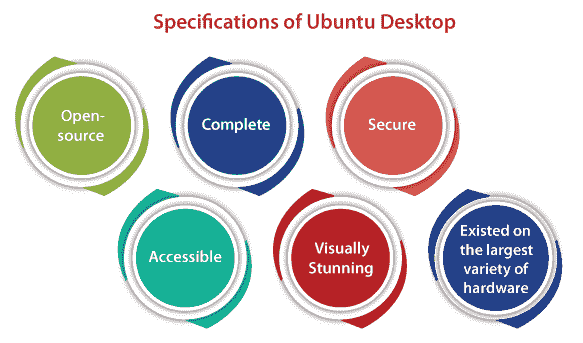 Specifications of Ubuntu Desktop
Open-
source
Complete
Secure
Accessible
Visually
Stunning
Existed on
the largest
variety of
hardware